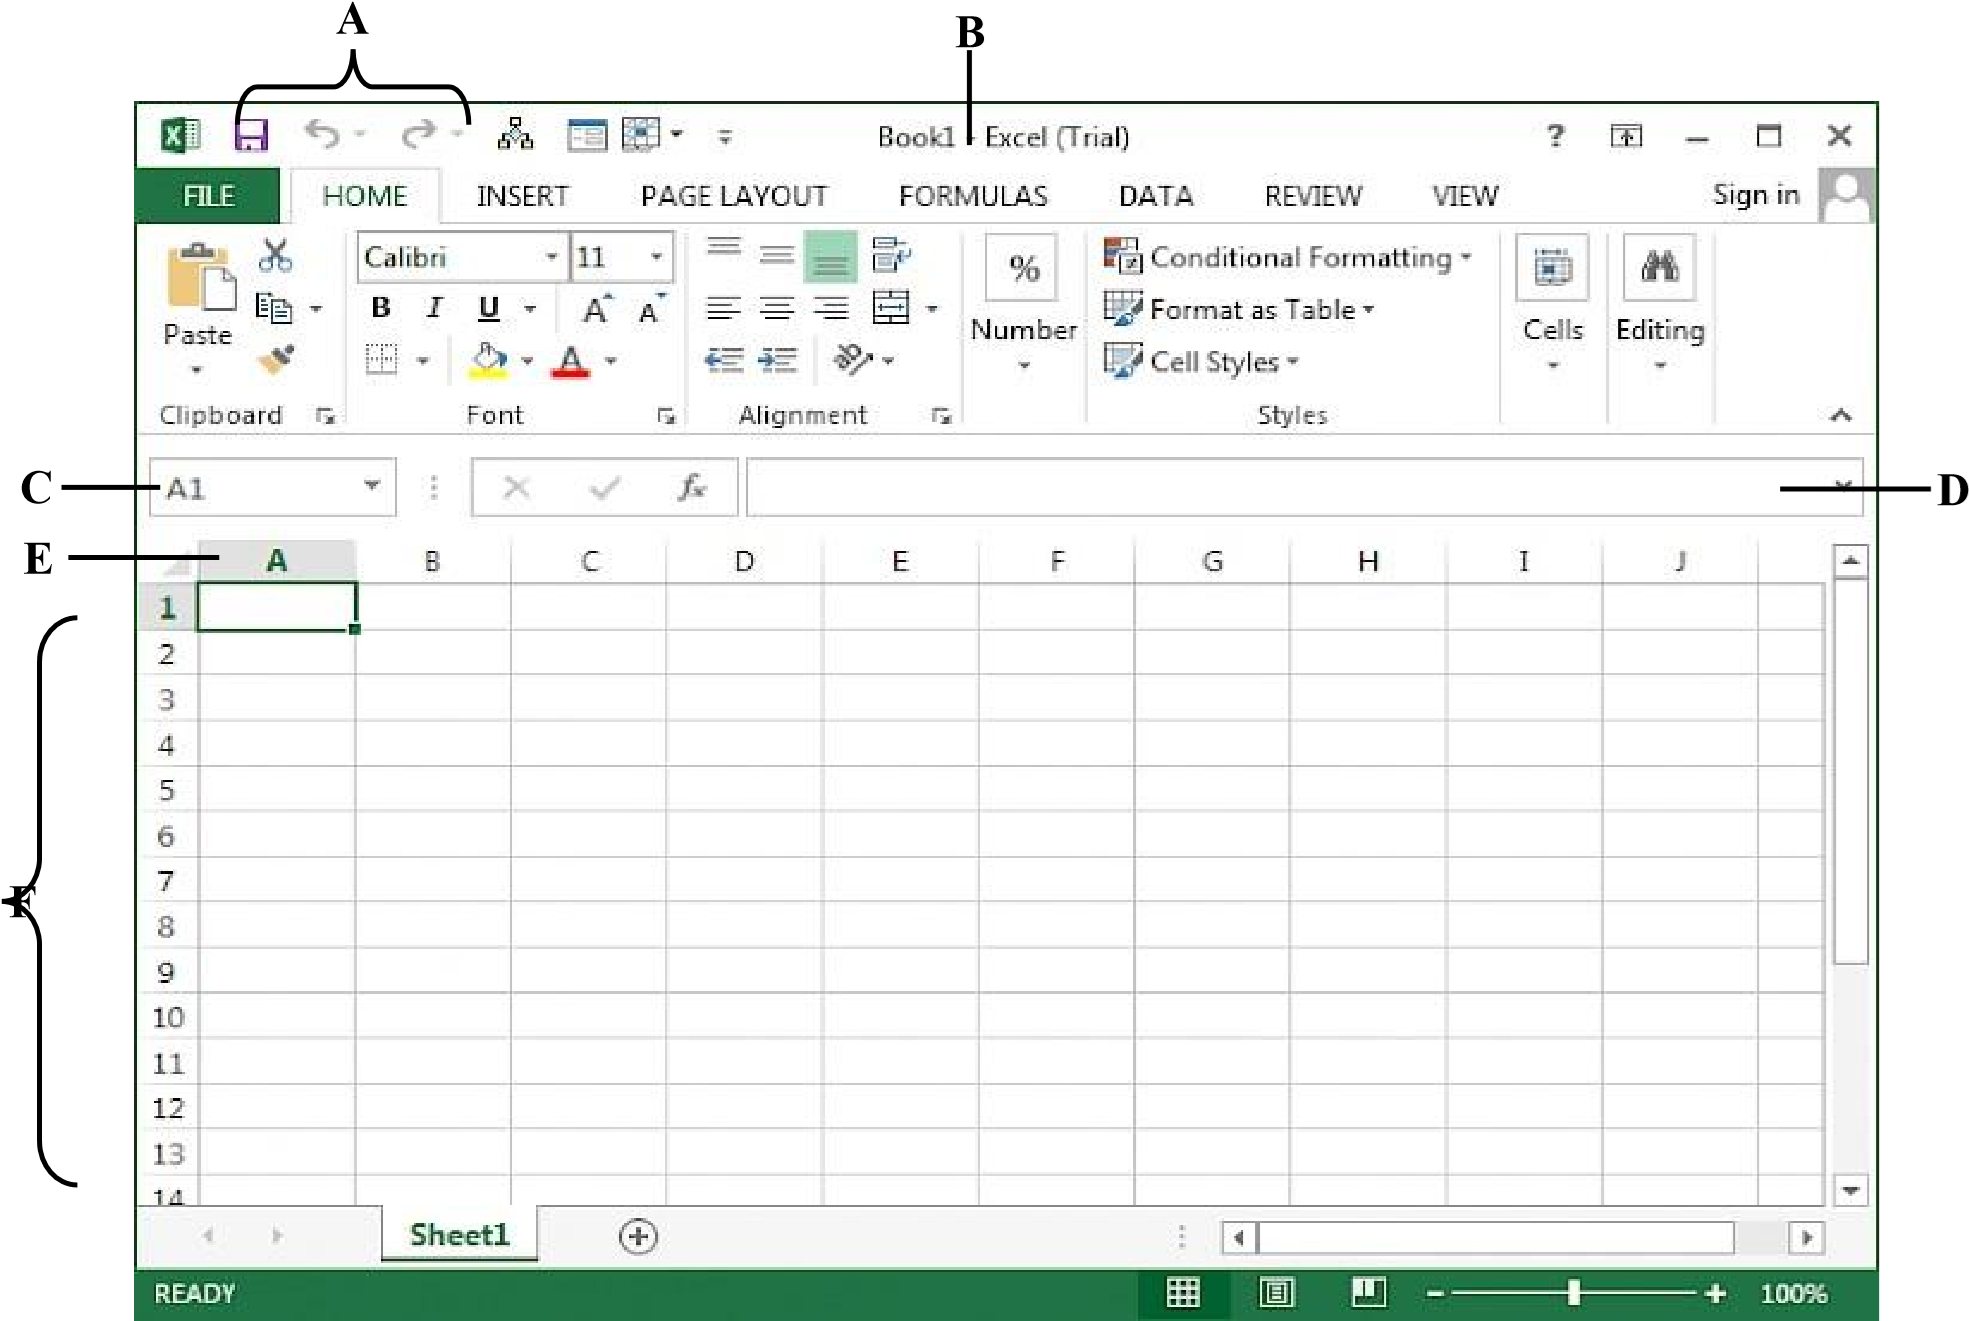 A
B
Book1 - Excel (Trial)
?
FILE HOME INSERT PAGE LAYOUT FORMULAS DATA REVIEW VIEW Sign in
Calibri 11
% Conditional Formatting
B I U A A
Format as Table
Paste Number Cells Editing
A
Cell Styles
Clipboard Font Alignment Styles
C A1 fx D
E A B C D E F G H I J
1
2
3
4
5
6
7
F
8
9
10
11
12
13
14
Sheet1
READY 100%